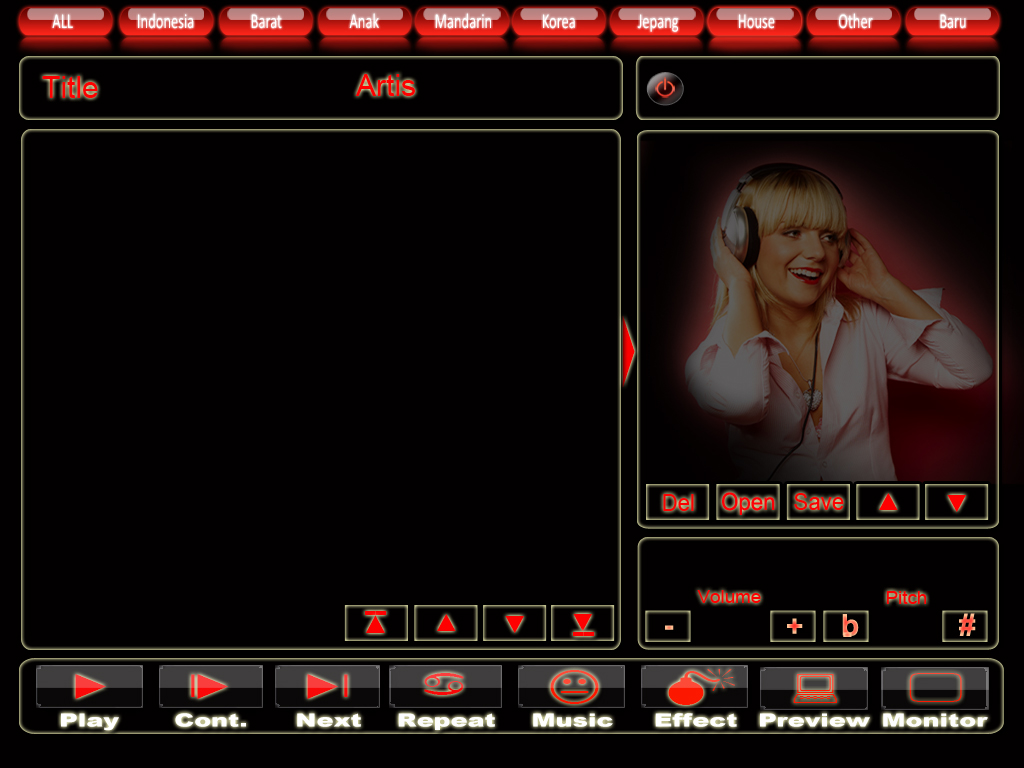 ALL Indonesia Barat Anak Mandarin Korea Jepang House Other Baru
Title Artis
Del Open Save
Volume Pitch
- + b #
Play Cont. Next Repeat Music Effect Preview Monitor